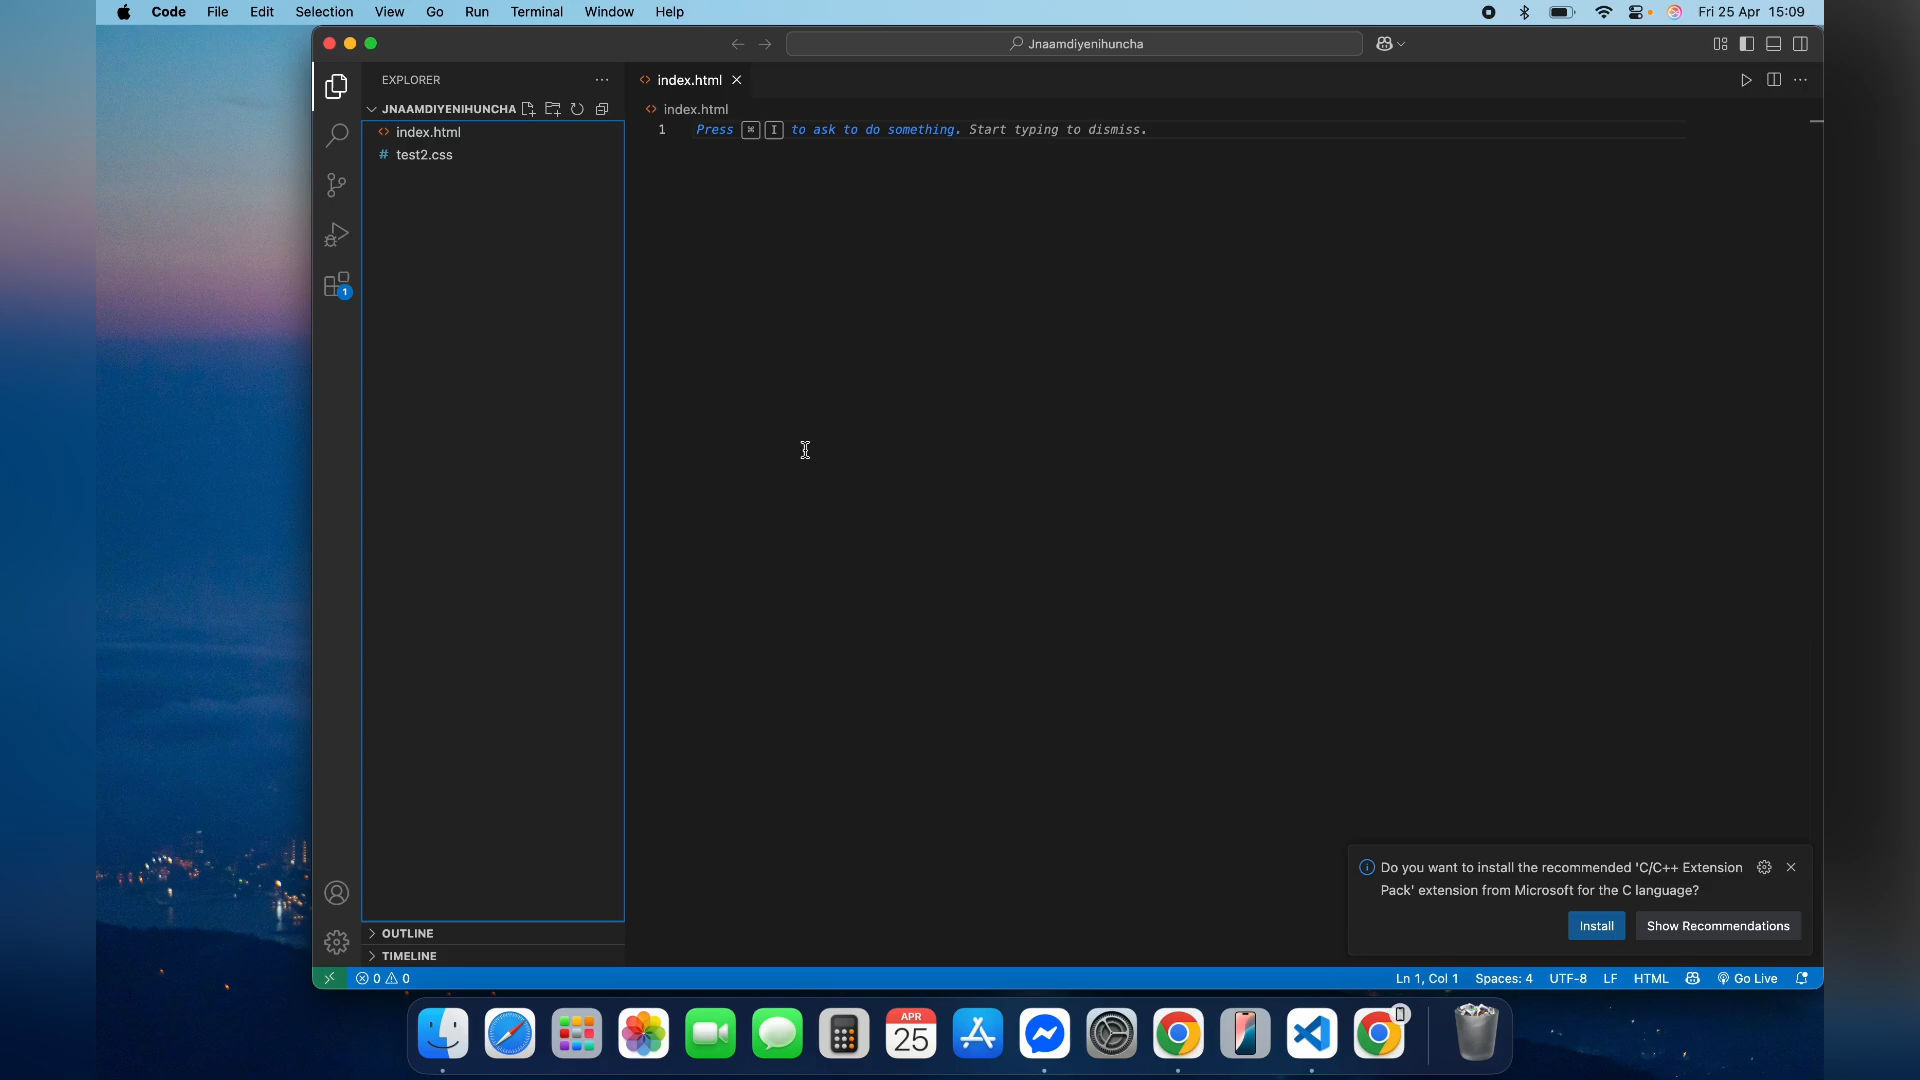 Code File Edit Selection View Go Run Terminal Window Help Fri 25 Apr 15:09
Jnaamdiyenihuncha
EXPLORER
index.html
JNAAMDIYENIHUNCHA
index.html
index.html
test2.css
1 Press ⌘ I to ask to do something. Start typing to dismiss.
1
Do you want to install the recommended 'C/C++ Extension
Pack' extension from Microsoft for the C language?
Install Show Recommendations
OUTLINE
TIMELINE
0 0 Ln 1, Col 1 Spaces: 4 UTF-8 LF HTML Go Live
APR
25